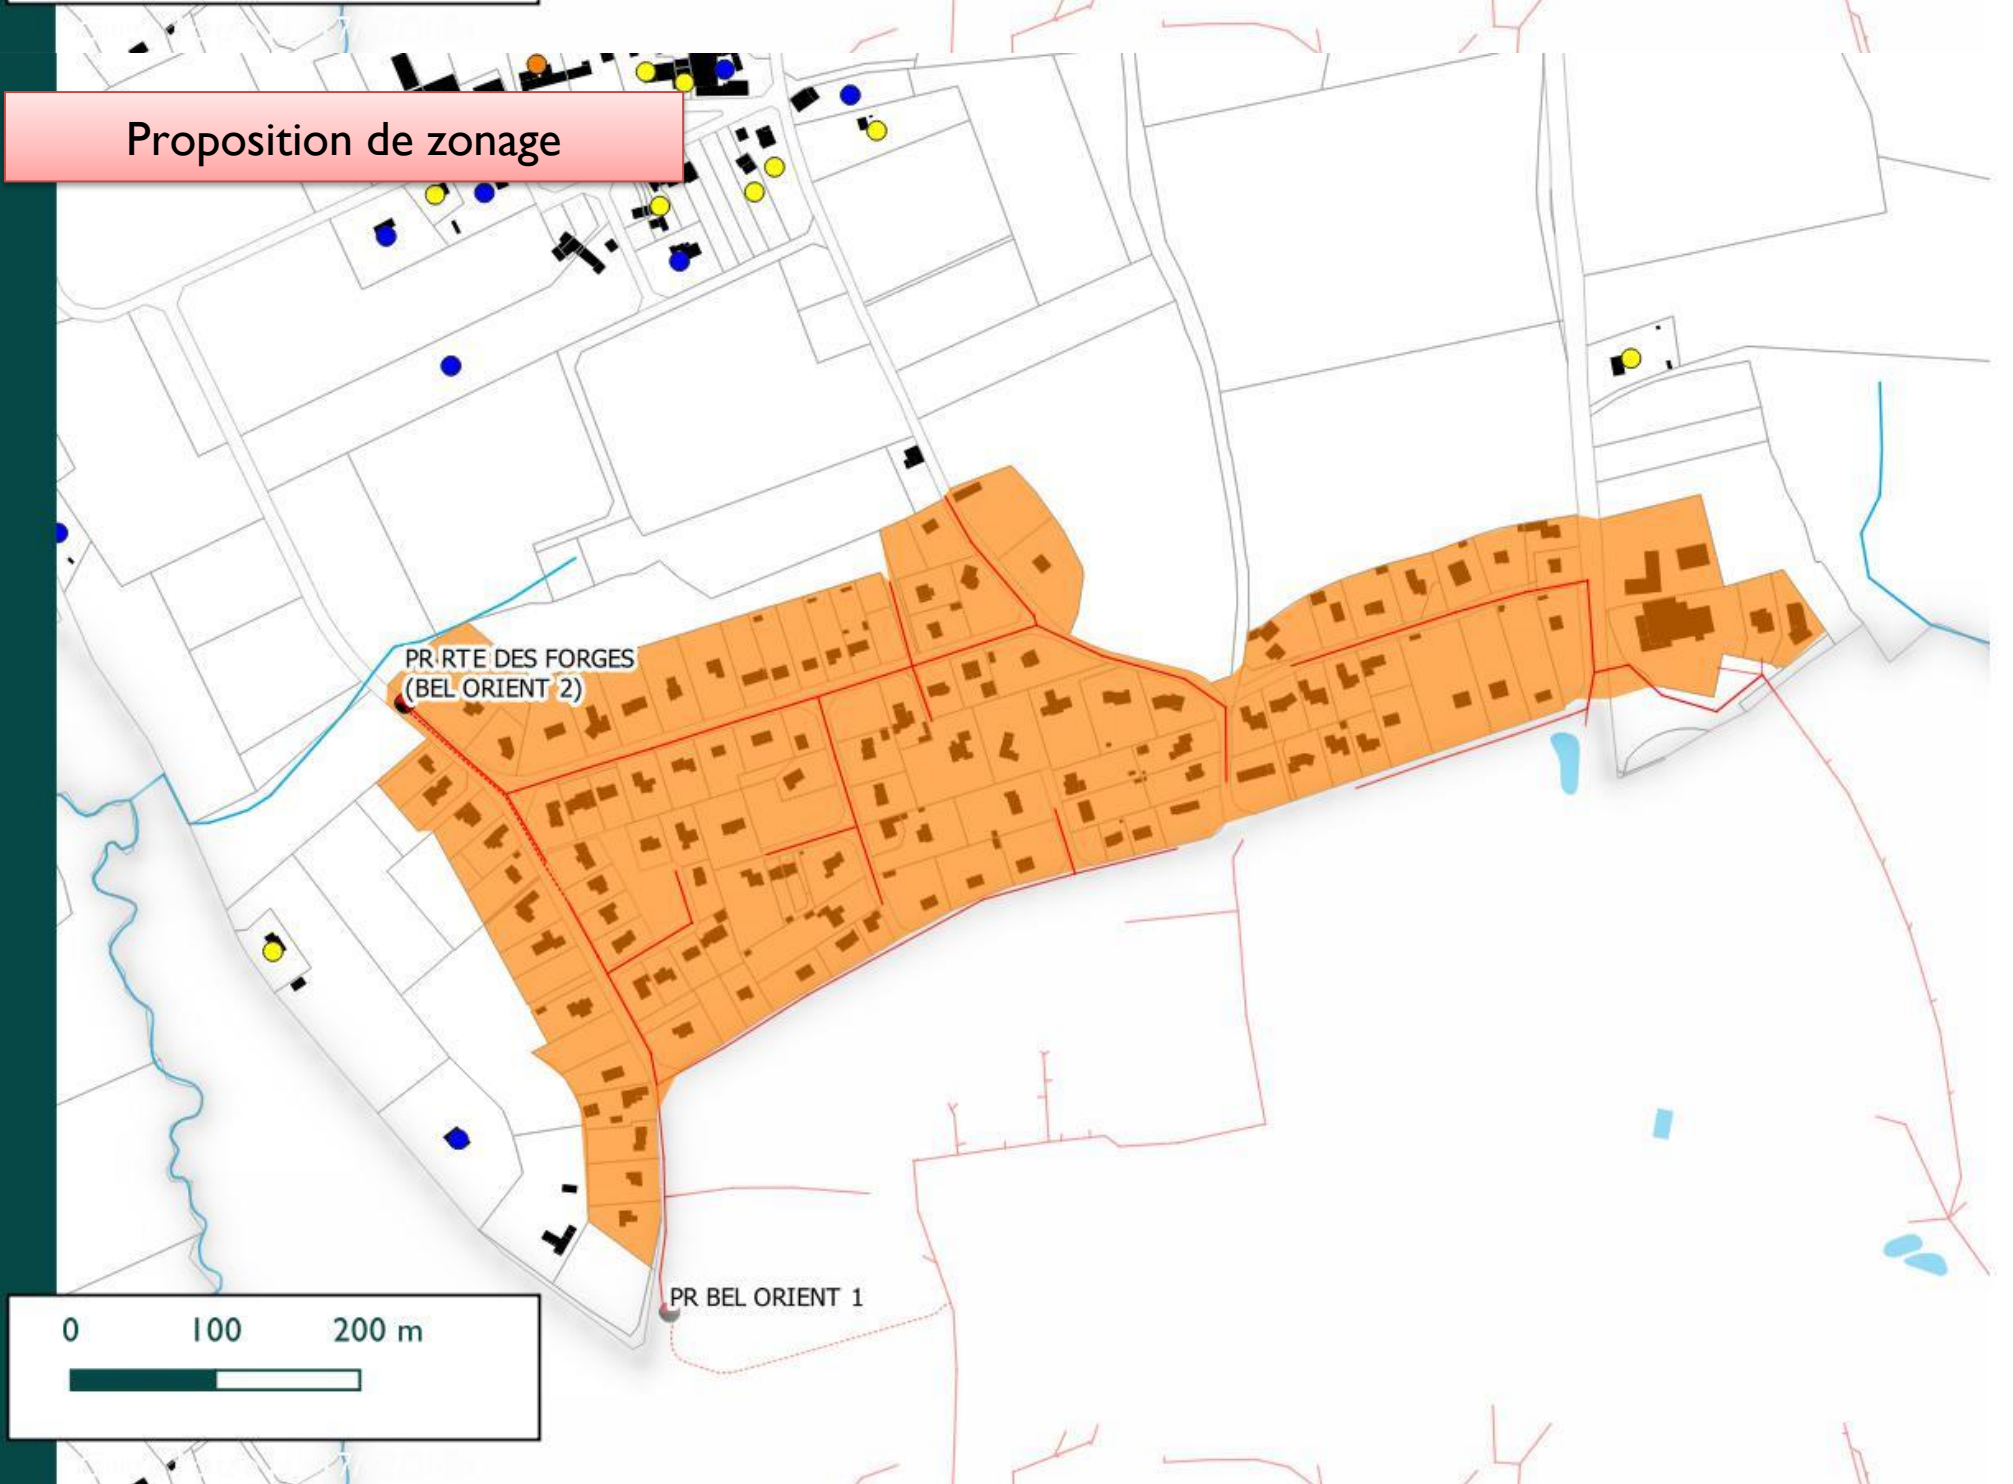 Proposition de zonage
PR RTE DES FORGES
(BEL ORIENT 2)
PR BEL ORIENT 1
0 100 200 m